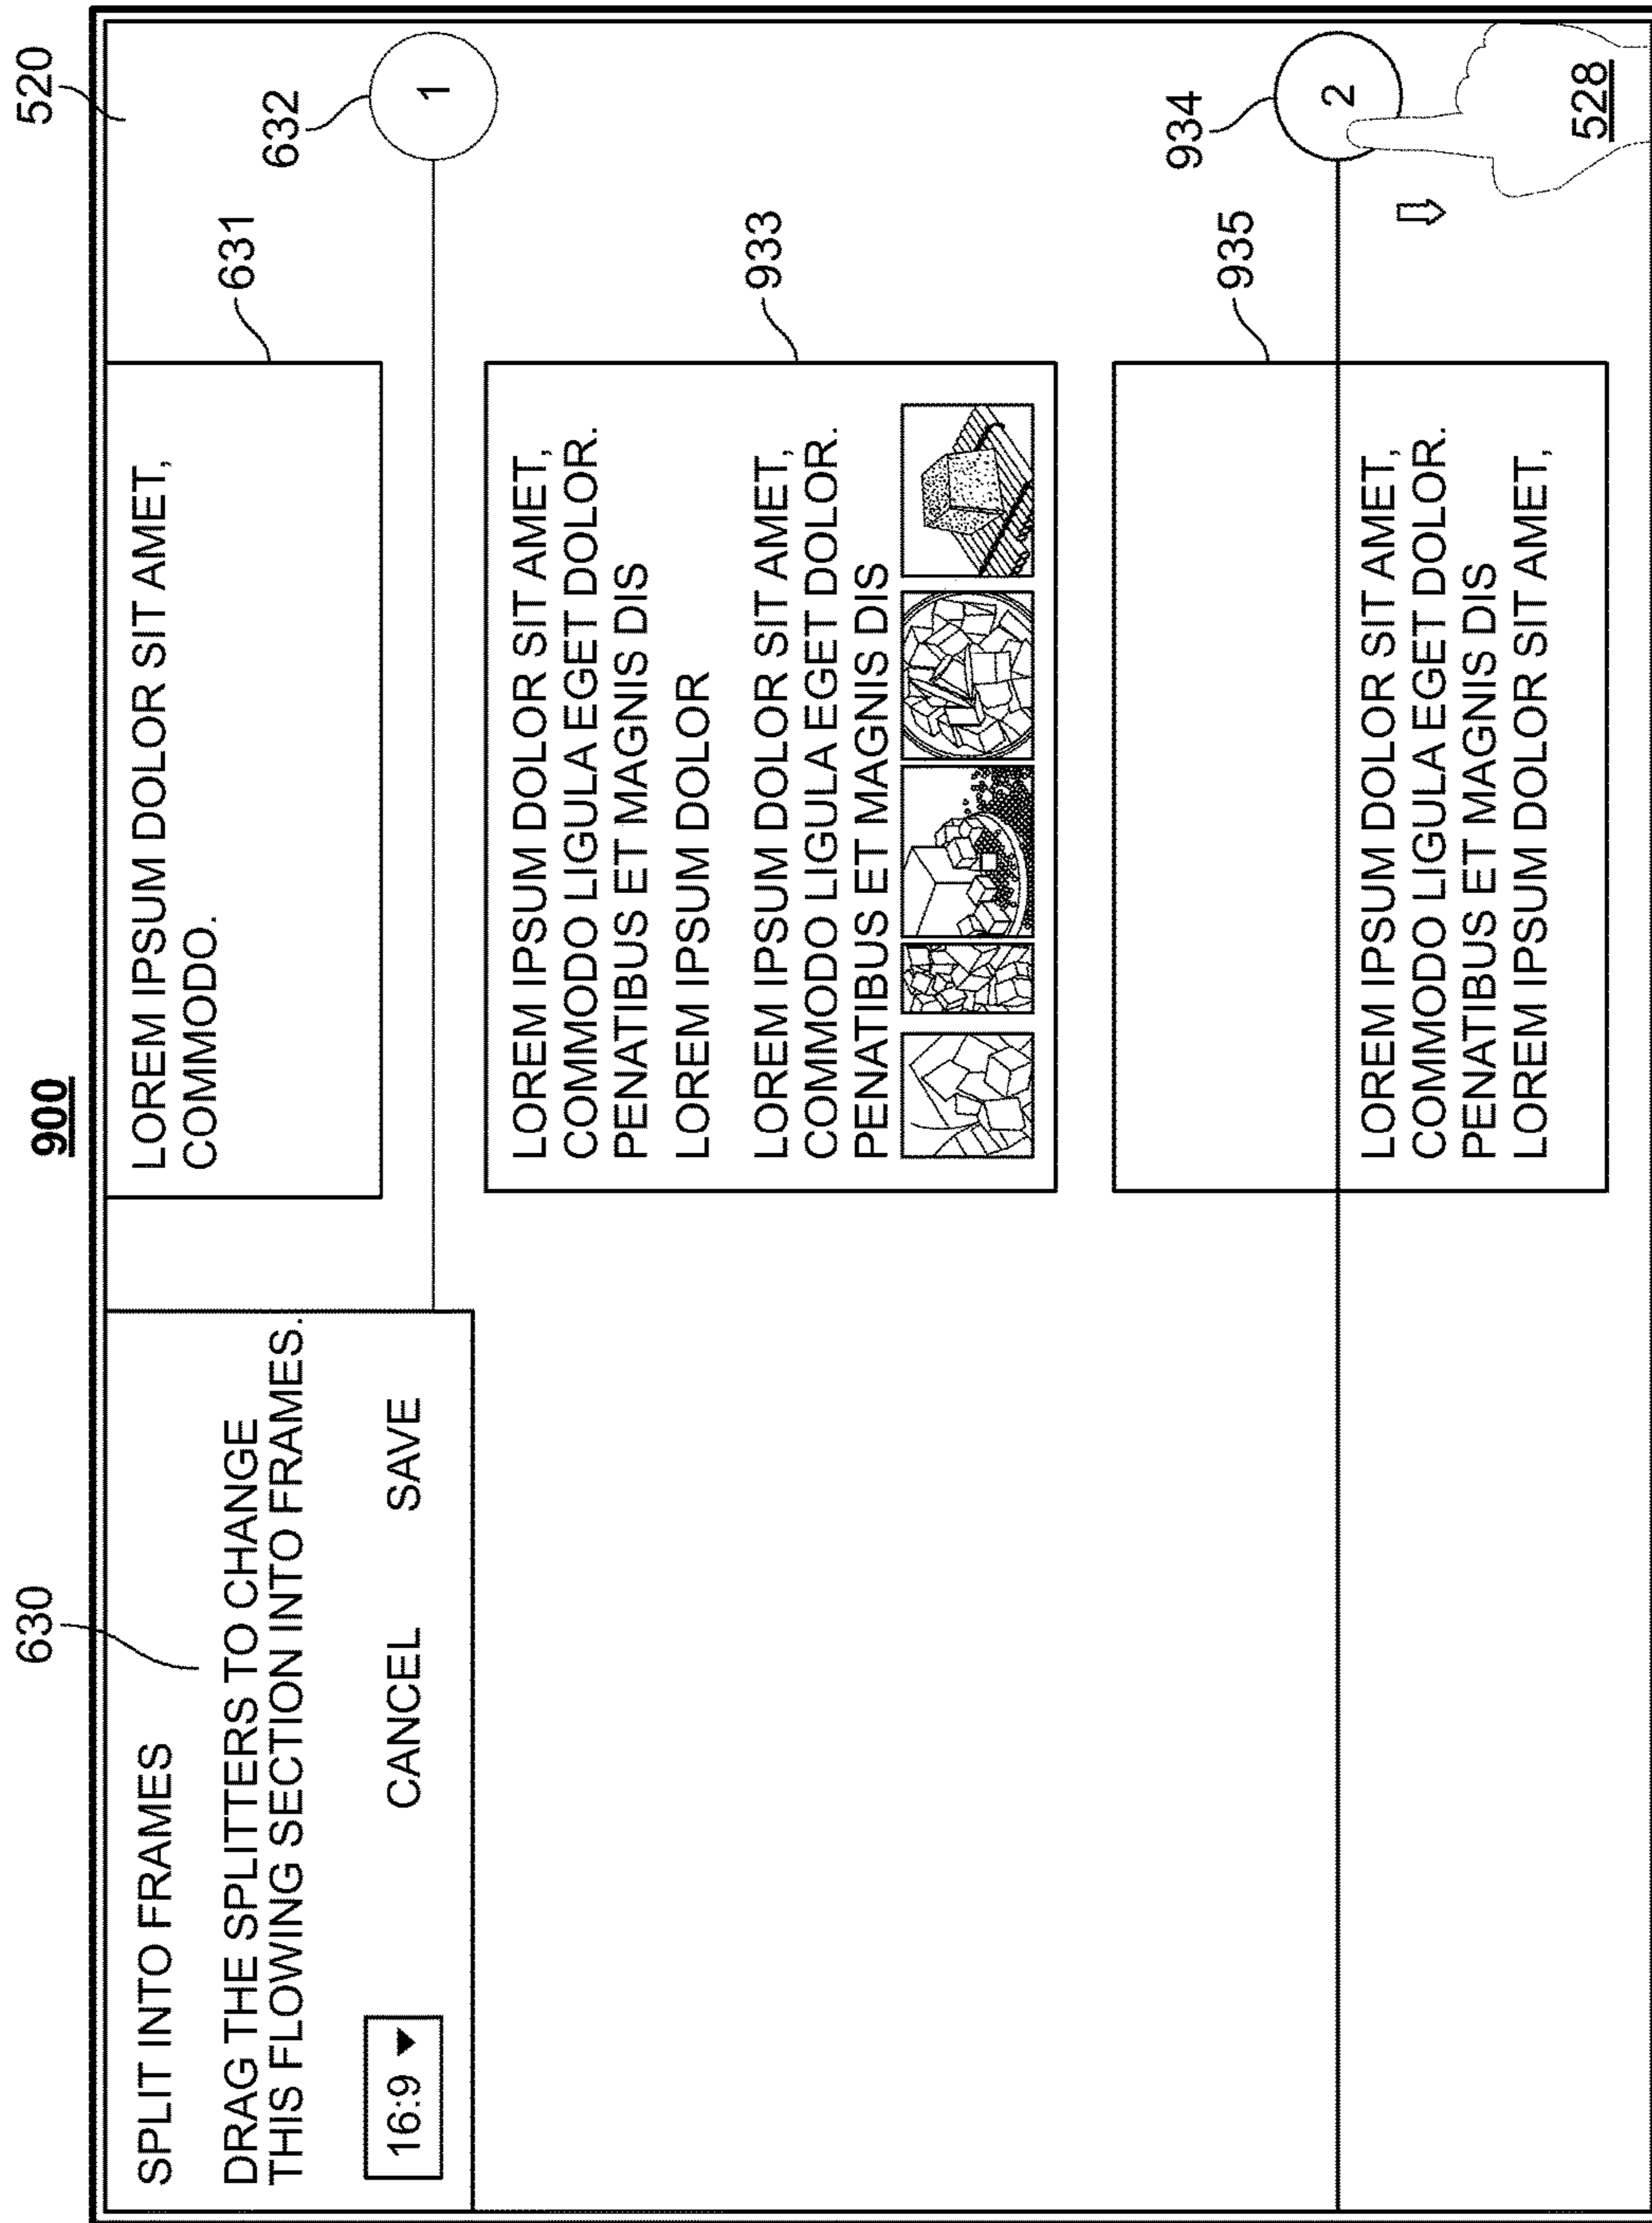 900
520
630
SPLIT INTO FRAMES
DRAG THE SPLITTERS TO CHANGE
THIS FLOWING SECTION INTO FRAMES.
16:9
CANCEL
SAVE
LOREM IPSUM DOLOR SIT AMET,
COMMODO.
631
632
1
LOREM IPSUM DOLOR SIT AMET,
COMMODO LIGULA EGET DOLOR.
PENATIBUS ET MAGNIS DIS
LOREM IPSUM DOLOR
LOREM IPSUM DOLOR SIT AMET,
COMMODO LIGULA EGET DOLOR.
PENATIBUS ET MAGNIS DIS
933
934
2
935
LOREM IPSUM DOLOR SIT AMET,
COMMODO LIGULA EGET DOLOR.
PENATIBUS ET MAGNIS DIS
LOREM IPSUM DOLOR SIT AMET,
528